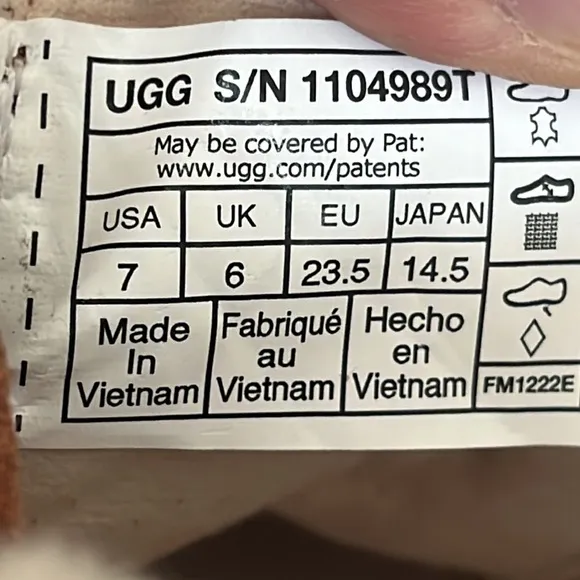 UGG S/N 1104989T
May be covered by Pat:
www.ugg.com/patents
USA UK EU JAPAN
7 6 23.5 14.5
Made In Vietnam
Fabriqué au Vietnam
Hecho en Vietnam
FM1222E